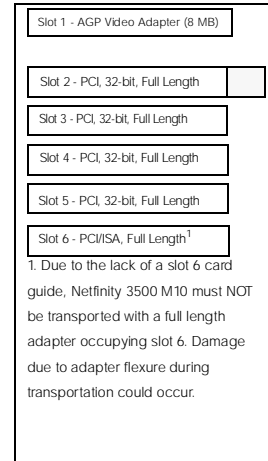 Slot 1 - AGP Video Adapter (8 MB)
Slot 2 - PCI, 32-bit, Full Length
Slot 3 - PCI, 32-bit, Full Length
Slot 4 - PCI, 32-bit, Full Length
Slot 5 - PCI, 32-bit, Full Length
Slot 6 - PCI/ISA, Full Length¹
1. Due to the lack of a slot 6 card
guide, Netfinity 3500 M10 must NOT
be transported with a full length
adapter occupying slot 6. Damage
due to adapter flexure during
transportation could occur.